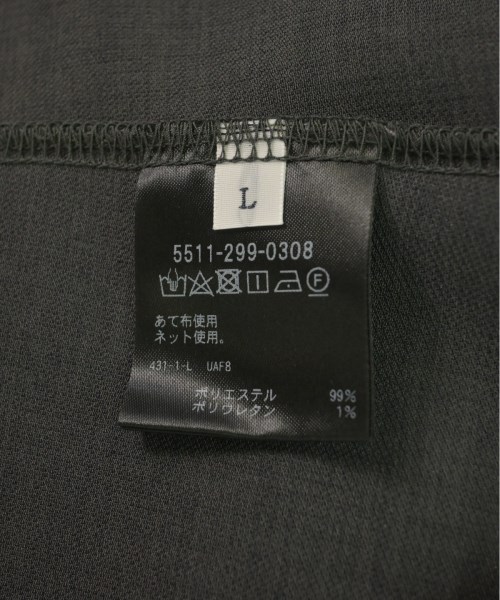 L
5511-299-0308
あて布使用
ネット使用。
431-1-L UAF8
ポリエステル 99%
ポリウレタン 1%